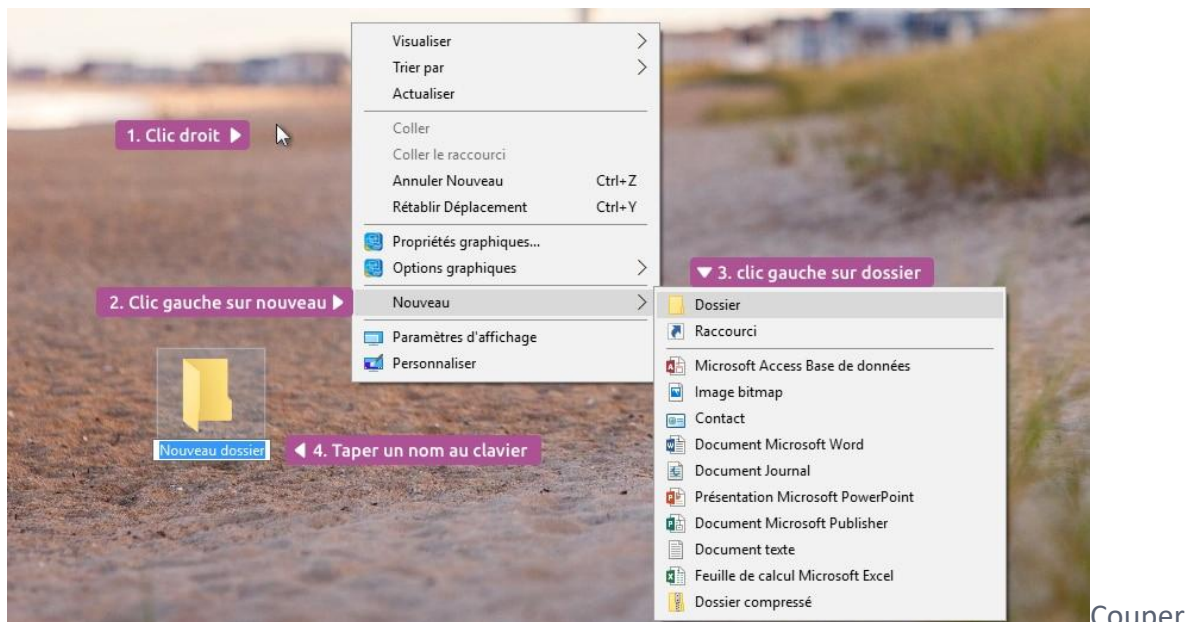 Visualiser
Trier par
Actualiser
1. Clic droit
Coller
Coller le raccourci
Annuler Nouveau Ctrl+Z
Rétablir Déplacement Ctrl+Y
Propriétés graphiques...
Options graphiques
3. clic gauche sur dossier
2. Clic gauche sur nouveau
Nouveau
Dossier
Raccourci
Paramètres d'affichage
Personnaliser
Microsoft Access Base de données
Image bitmap
Contact
Document Microsoft Word
Nouveau dossier
4. Taper un nom au clavier
Document Journal
Présentation Microsoft PowerPoint
Document Microsoft Publisher
Document texte
Feuille de calcul Microsoft Excel
Dossier compressé
Couper